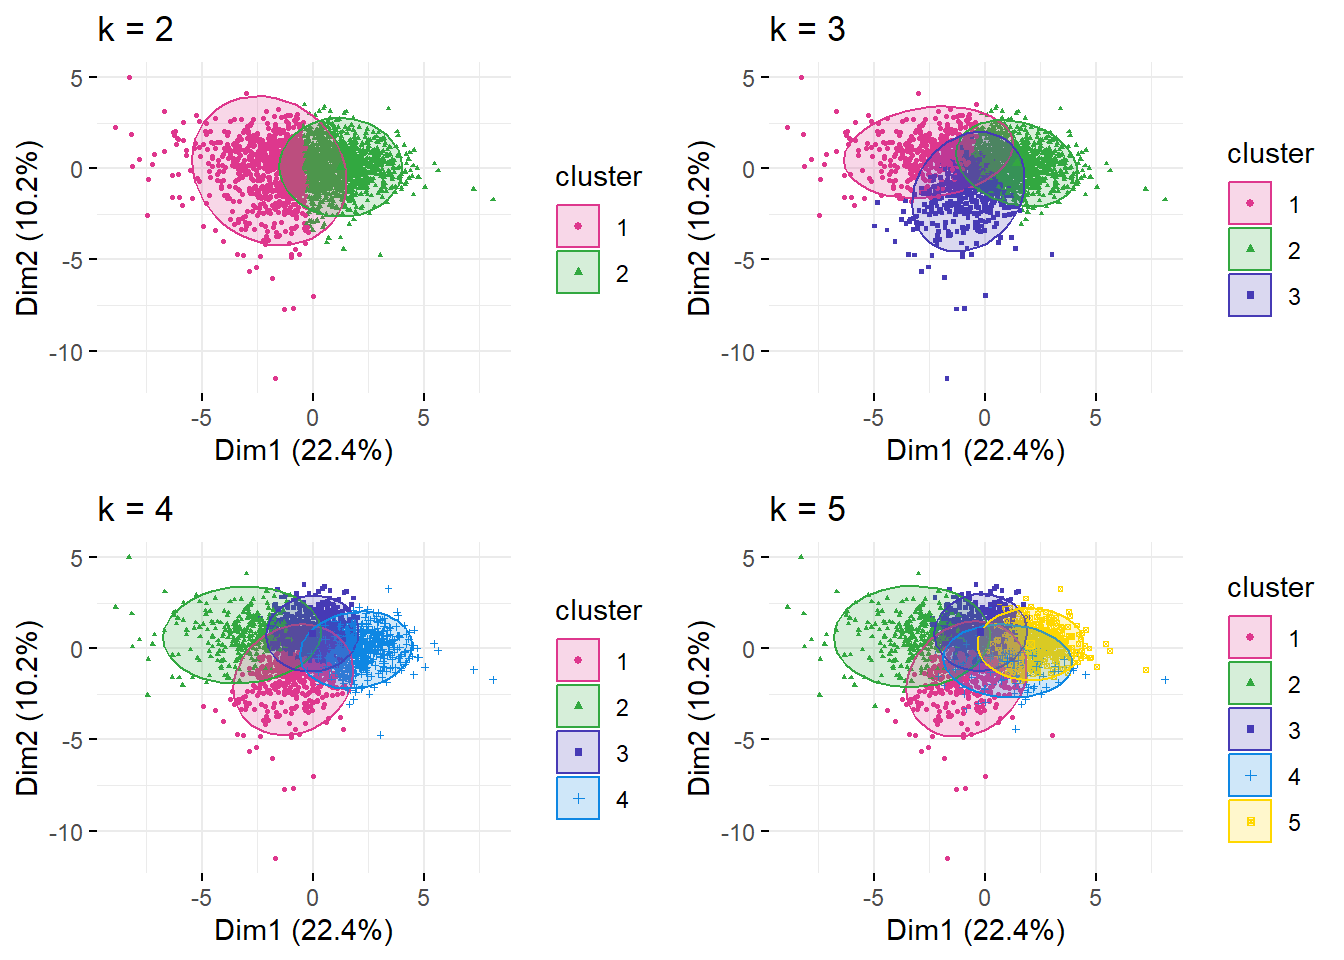 k = 2
5
0
-5
-10
Dim2 (10.2%)
-5 0 5
Dim1 (22.4%)
cluster
1
2
k = 3
5
0
-5
-10
Dim2 (10.2%)
-5 0 5
Dim1 (22.4%)
cluster
1
2
3
k = 4
5
0
-5
-10
Dim2 (10.2%)
-5 0 5
Dim1 (22.4%)
cluster
1
2
3
4
k = 5
5
0
-5
-10
Dim2 (10.2%)
-5 0 5
Dim1 (22.4%)
cluster
1
2
3
4
5